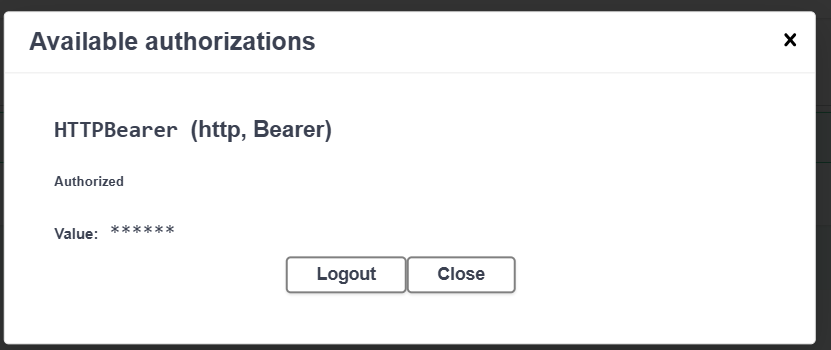 Available authorizations
×
HTTPBearer (http, Bearer)
Authorized
Value: ******
Logout
Close